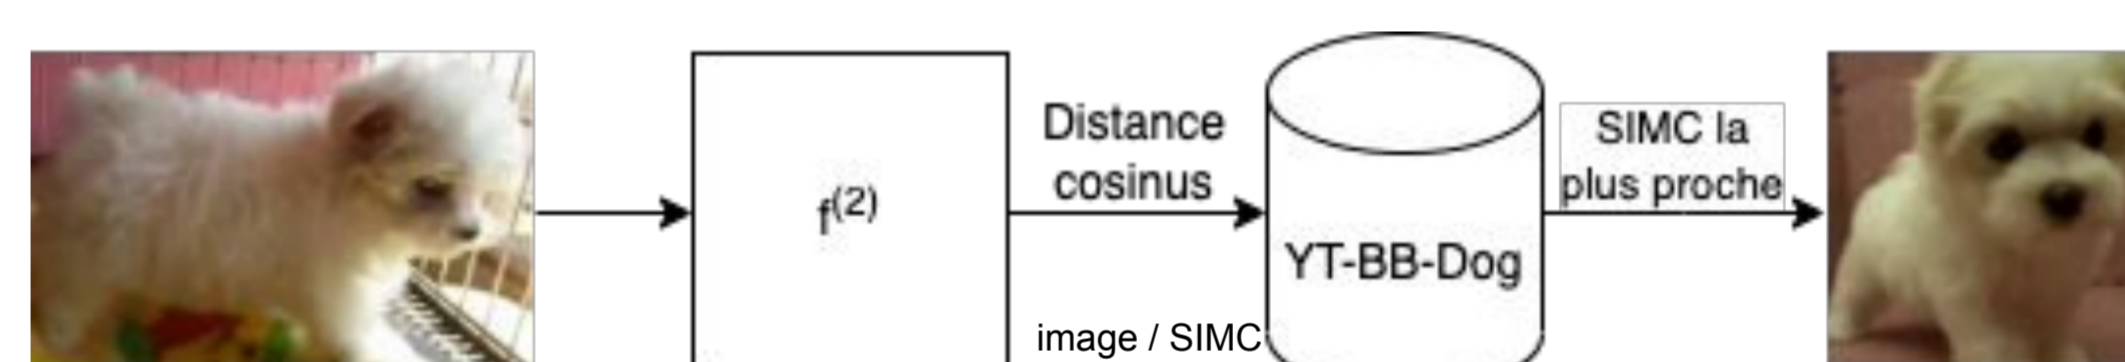 f(2)
Distance
cosinus
image / SIMC
YT-BB-Dog
SIMC la
plus proche